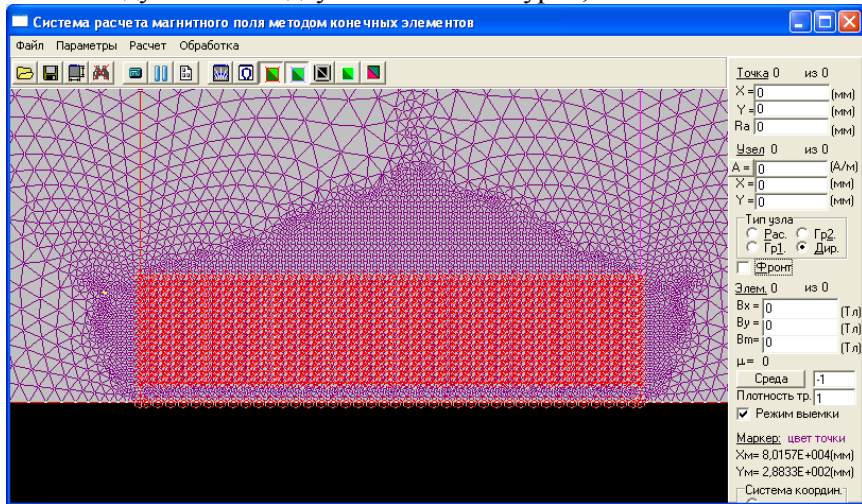 Система расчета магнитного поля методом конечных элементов
Файл Параметры Расчет Обработка
Точка 0 из 0
X = 0 (мм)
Y = 0 (мм)
Ra 0 (мм)
Узел 0 из 0
A = 0 (А/м)
X = 0 (мм)
Y = 0 (мм)
Тип узла
Рас. Гр2.
Гр1. Дир.
Фронт
Элем. 0 из 0
Bx = 0 (Тл)
By = 0 (Тл)
Bm= 0 (Тл)
μ= 0
Среда -1
Плотность тр. 1
Режим выемки
Маркер: цвет точки
Xм= 8,0157E+004(мм)
Yм= 2,8833E+002(мм)
Система координ.